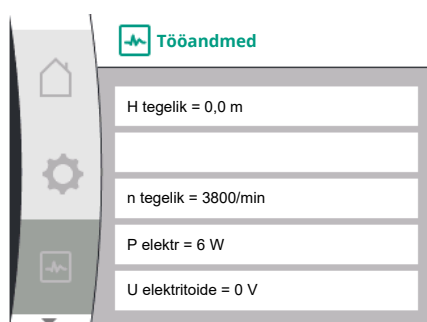 Tööandmed
H tegelik = 0,0 m
n tegelik = 3800/min
P elektr = 6 W
U elektritoide = 0 V